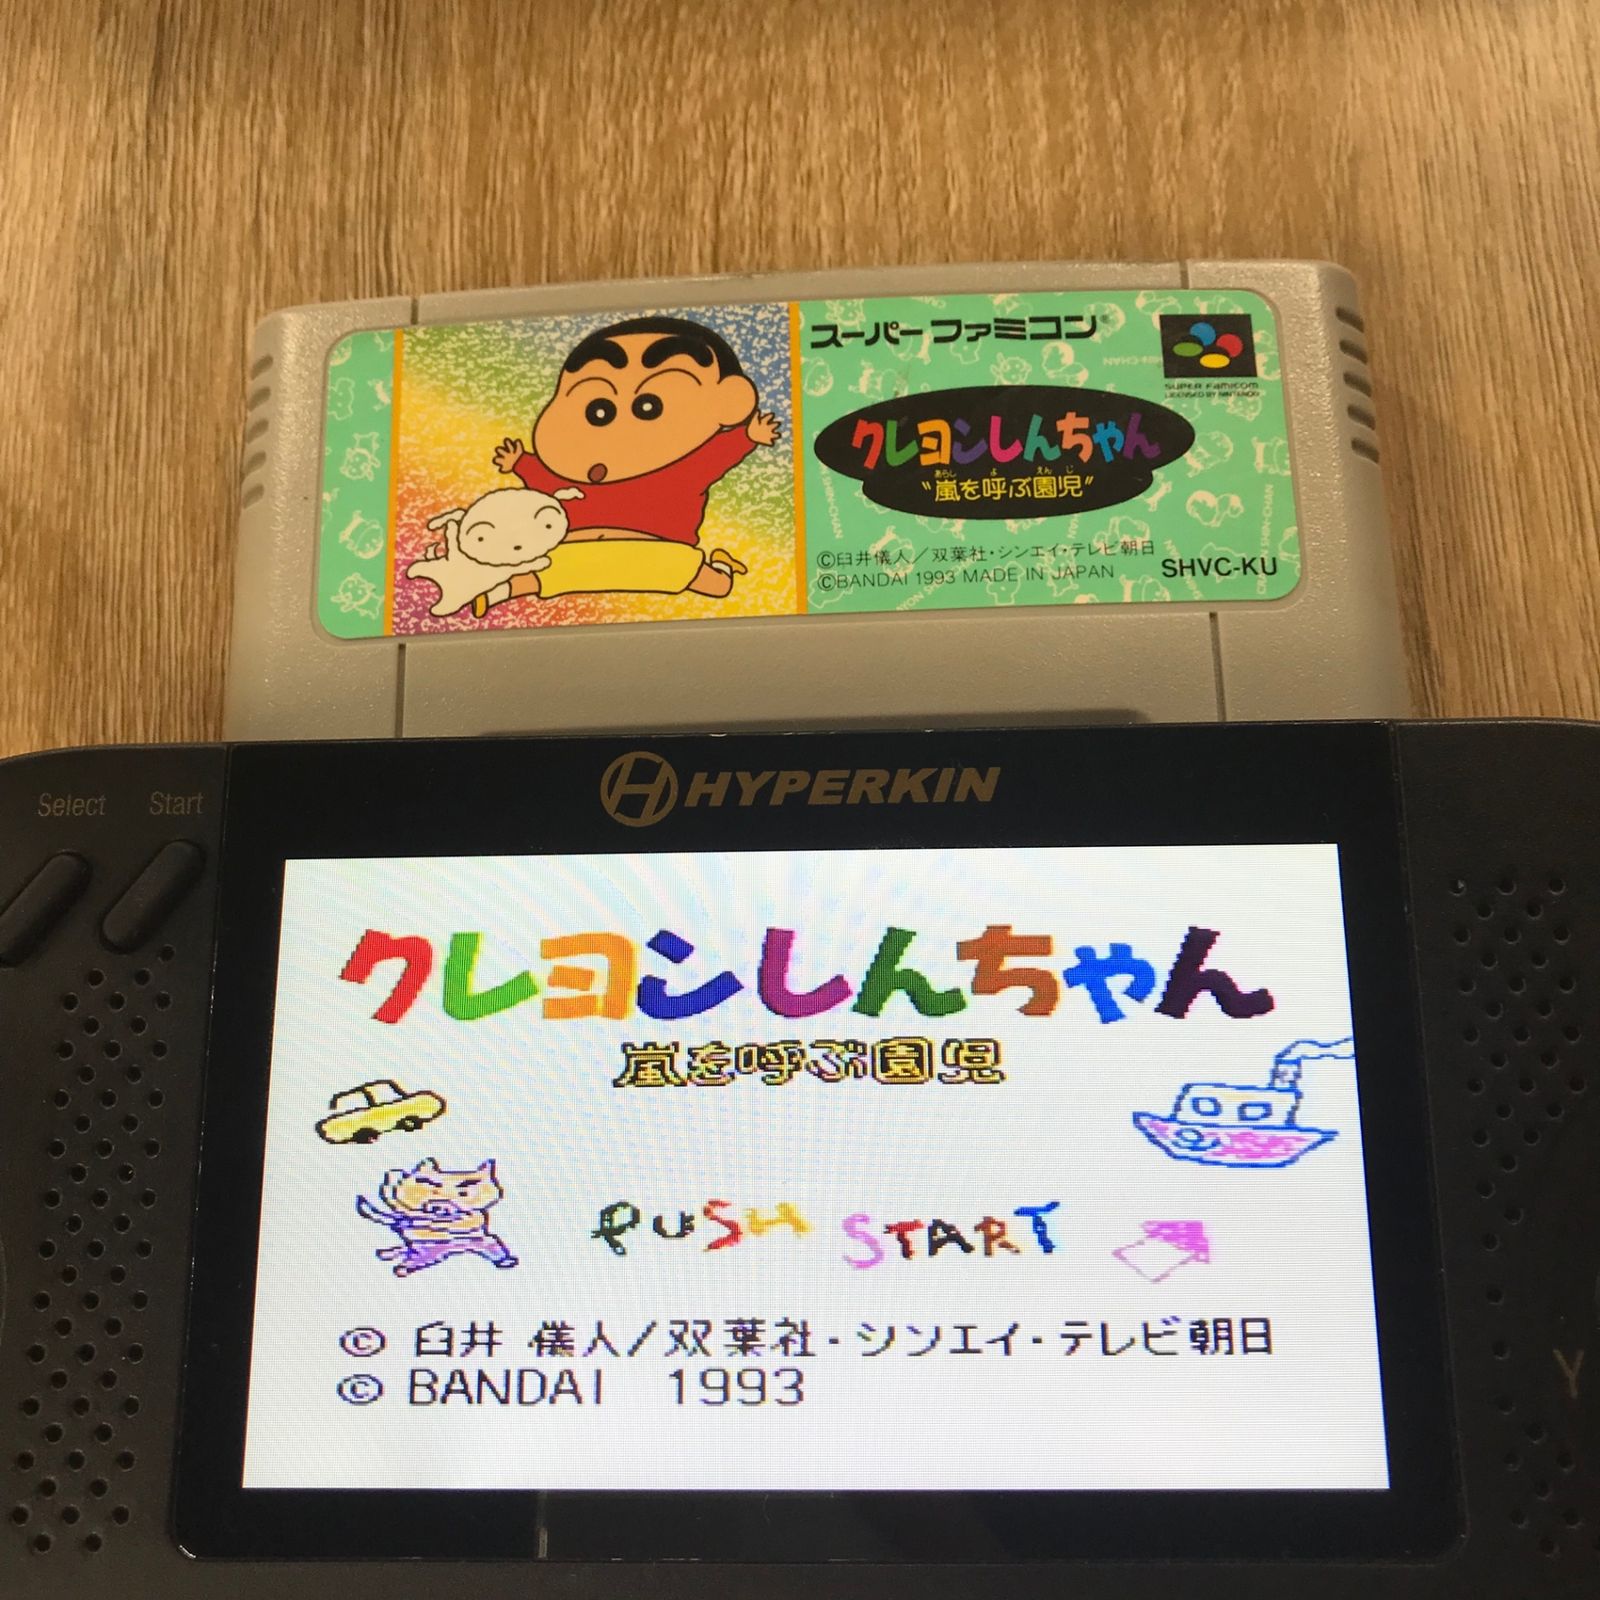 スーパーファミコン
SUPER FAMICOM
LICENSED BY NINTENDO
クレヨンしんちゃん
あらし よ えんじ
"嵐を呼ぶ園児"
©臼井儀人／双葉社・シンエイ・テレビ朝日
©BANDAI 1993 MADE IN JAPAN
SHVC-KU
HYPERKIN
Select Start
クレヨンしんちゃん
嵐を呼ぶ園児
PUSH START
© 臼井 儀人/双葉社・シンエイ・テレビ朝日
© BANDAI 1993
Y